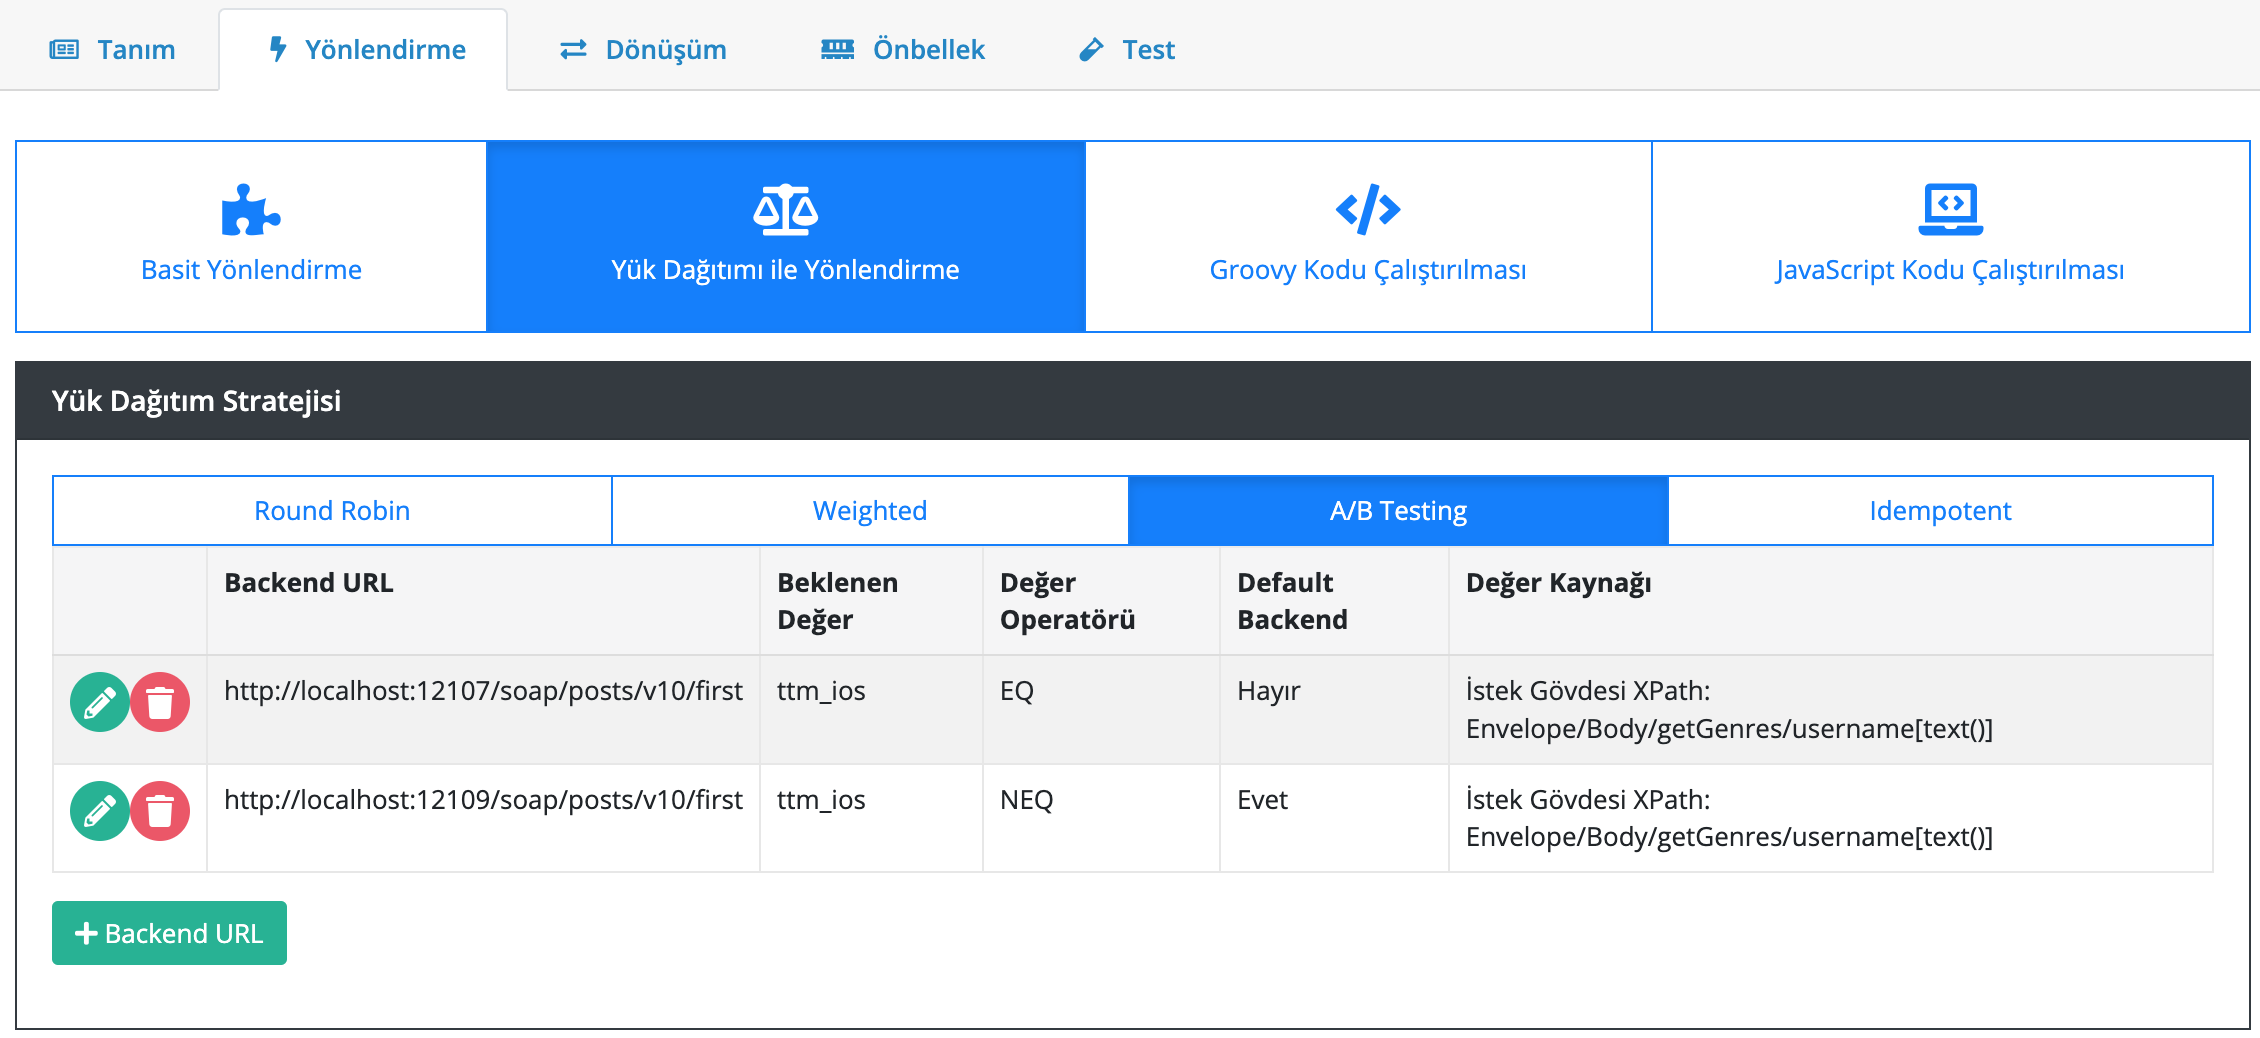 Tanım
Yönlendirme
Dönüşüm
Önbellek
Test
Basit Yönlendirme
Yük Dağıtımı ile Yönlendirme
Groovy Kodu Çalıştırılması
JavaScript Kodu Çalıştırılması
Yük Dağıtım Stratejisi
Round Robin
Weighted
A/B Testing
Idempotent
Backend URL
Beklenen
Değer
Değer
Operatörü
Default
Backend
Değer Kaynağı
http://localhost:12107/soap/posts/v10/first
ttm_ios
EQ
Hayır
İstek Gövdesi XPath:
Envelope/Body/getGenres/username[text()]
http://localhost:12109/soap/posts/v10/first
ttm_ios
NEQ
Evet
İstek Gövdesi XPath:
Envelope/Body/getGenres/username[text()]
+ Backend URL